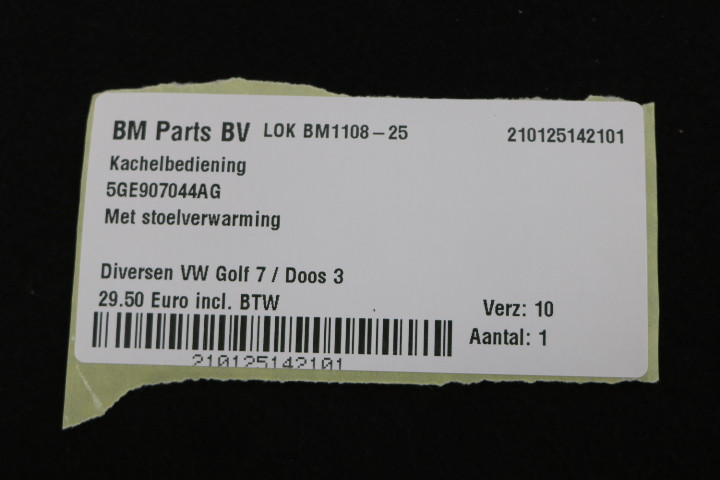 BM Parts BV LOK BM1108-25 210125142101
Kachelbediening
5GE907044AG
Met stoelverwarming
Diversen VW Golf 7 / Doos 3
29.50 Euro incl. BTW Verz: 10
Aantal: 1
210125142101